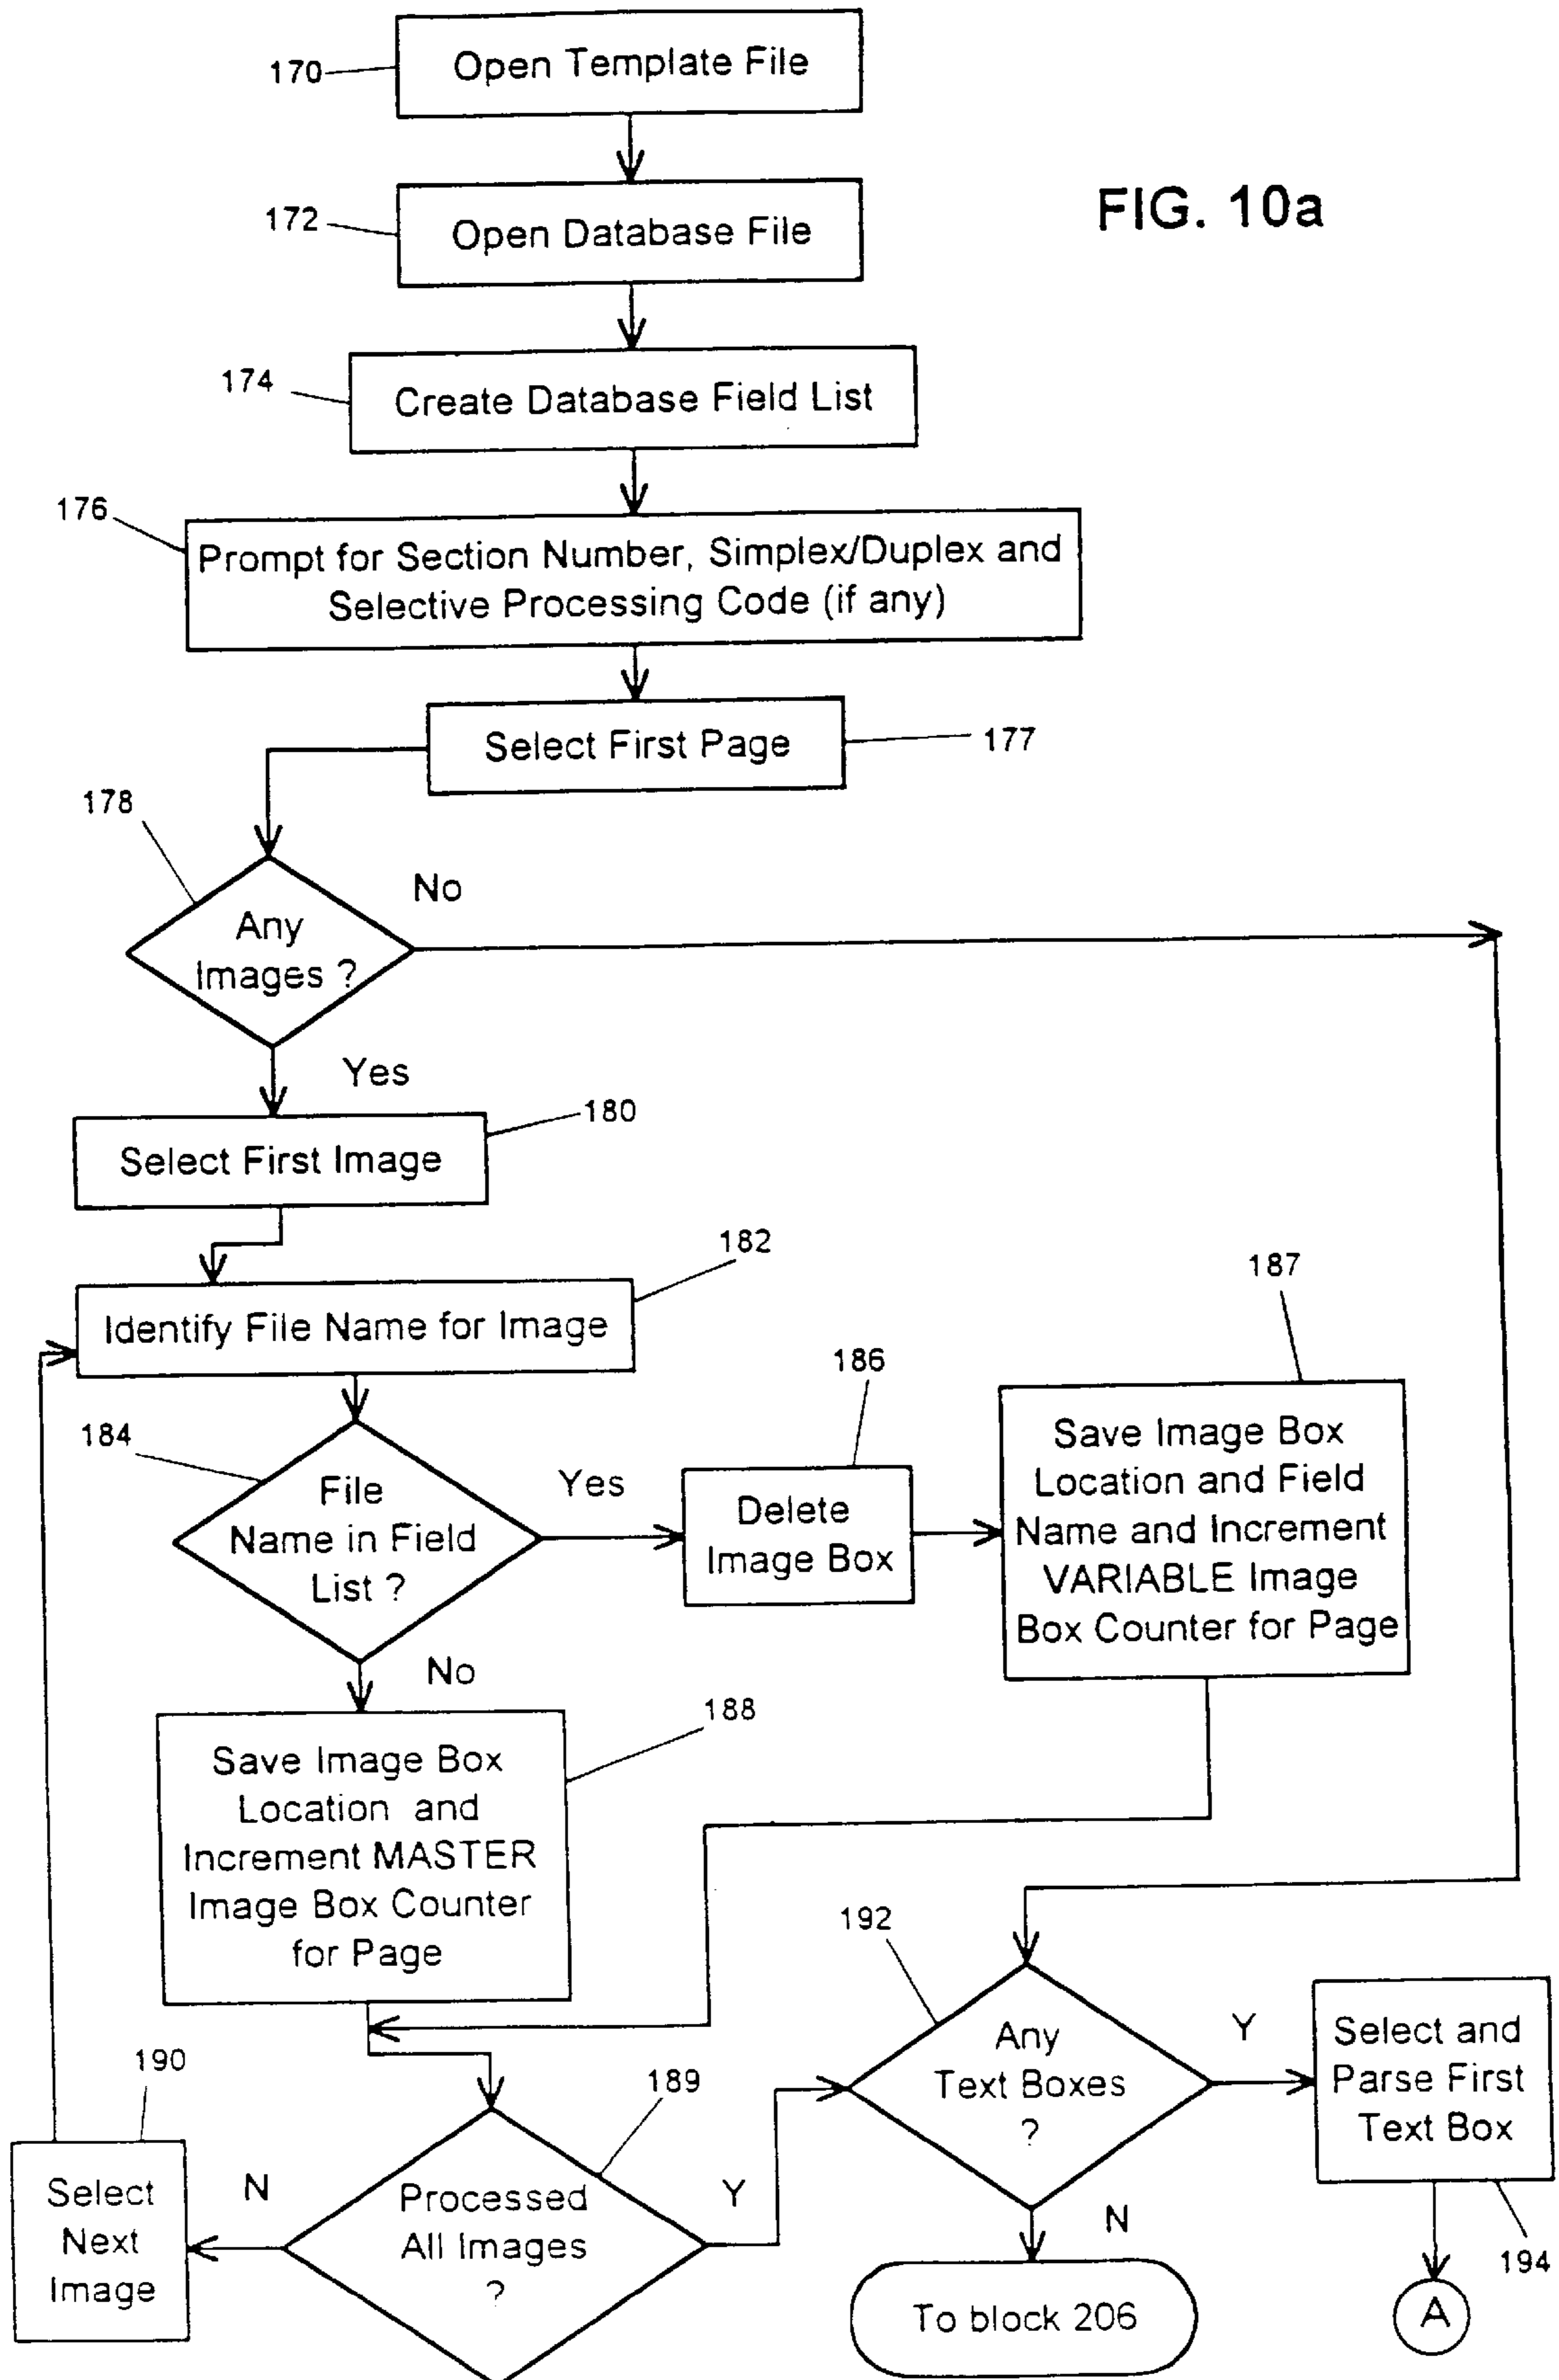 170
Open Template File
172
Open Database File
FIG. 10a
174
Create Database Field List
176
Prompt for Section Number, Simplex/Duplex and
Selective Processing Code (if any)
Select First Page
177
178
No
Any
Images ?
Yes
180
Select First Image
182
Identify File Name for Image
187
186
184
File
Name in Field
List ?
Yes
Delete
Image Box
Save Image Box
Location and Field
Name and Increment
VARIABLE Image
Box Counter for Page
No
188
Save Image Box
Location and
Increment MASTER
Image Box Counter
for Page
192
Any
Text Boxes
?
Y
Select and
Parse First
Text Box
190
189
Select
Next
Image
N
Processed
All Images
?
Y
N
194
To block 206
A